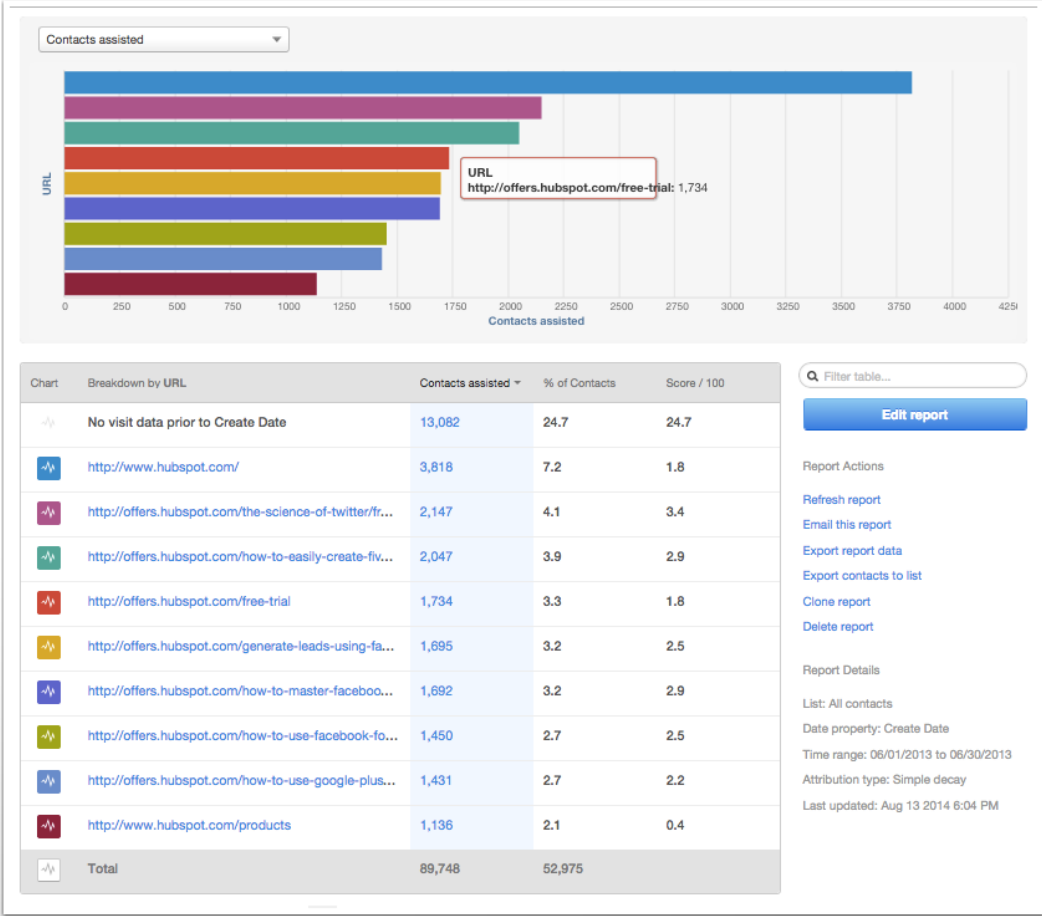 Contacts assisted
URL
URL
http://offers.hubspot.com/free-trial: 1,734
0 250 500 750 1000 1250 1500 1750 2000 2250 2500 2750 3000 3250 3500 3750 4000 425
Contacts assisted
Chart Breakdown by URL Contacts assisted % of Contacts Score / 100
No visit data prior to Create Date 13,082 24.7 24.7
http://www.hubspot.com/ 3,818 7.2 1.8
http://offers.hubspot.com/the-science-of-twitter/fr... 2,147 4.1 3.4
http://offers.hubspot.com/how-to-easily-create-fiv... 2,047 3.9 2.9
http://offers.hubspot.com/free-trial 1,734 3.3 1.8
http://offers.hubspot.com/generate-leads-using-fa... 1,695 3.2 2.5
http://offers.hubspot.com/how-to-master-faceboo... 1,692 3.2 2.9
http://offers.hubspot.com/how-to-use-facebook-fo... 1,450 2.7 2.5
http://offers.hubspot.com/how-to-use-google-plus... 1,431 2.7 2.2
http://www.hubspot.com/products 1,136 2.1 0.4
Total 89,748 52,975
Filter table...
Edit report
Report Actions
Refresh report
Email this report
Export report data
Export contacts to list
Clone report
Delete report
Report Details
List: All contacts
Date property: Create Date
Time range: 06/01/2013 to 06/30/2013
Attribution type: Simple decay
Last updated: Aug 13 2014 6:04 PM